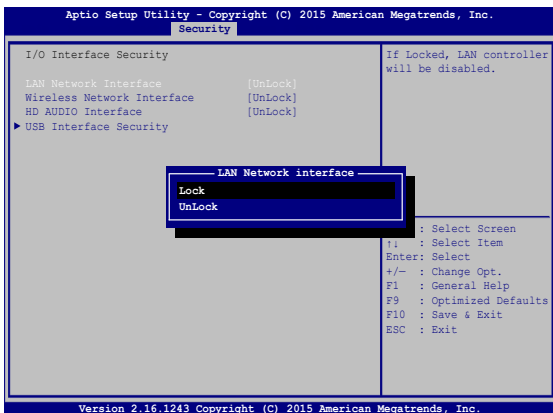 Aptio Setup Utility - Copyright (C) 2015 American Megatrends, Inc.
Security
I/O Interface Security
LAN Network Interface [UnLock]
Wireless Network Interface [UnLock]
HD AUDIO Interface [UnLock]
USB Interface Security
If Locked, LAN controller
will be disabled.
LAN Network interface
Lock
UnLock
: Select Screen
↑↓ : Select Item
Enter: Select
+/— : Change Opt.
F1 : General Help
F9 : Optimized Defaults
F10 : Save & Exit
ESC : Exit
Version 2.16.1243 Copyright (C) 2015 American Megatrends, Inc.